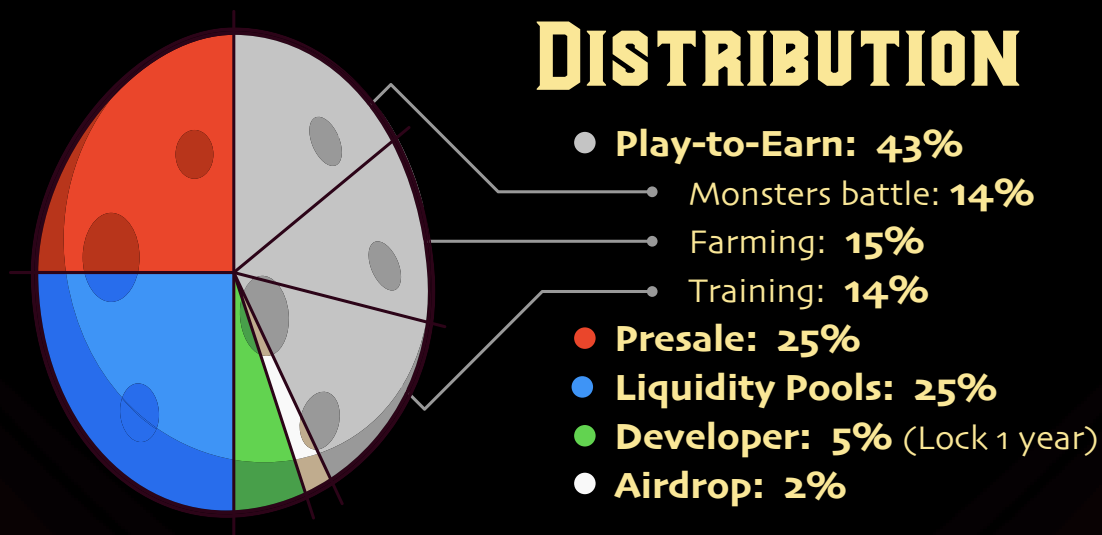 Distribution
Play-to-Earn: 43%
Monsters battle: 14%
Farming: 15%
Training: 14%
Presale: 25%
Liquidity Pools: 25%
Developer: 5% (Lock 1 year)
Airdrop: 2%